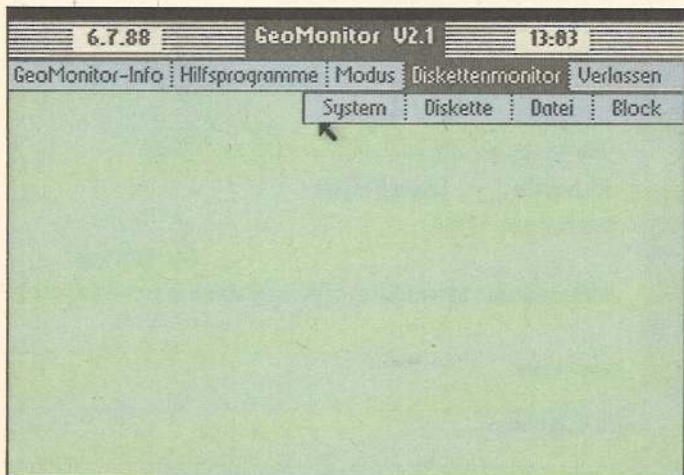 6.7.88 GeoMonitor V2.1 13:03
GeoMonitor-Info Hilfsprogramme Modus Diskettenmonitor Verlassen
System Diskette Datei Block